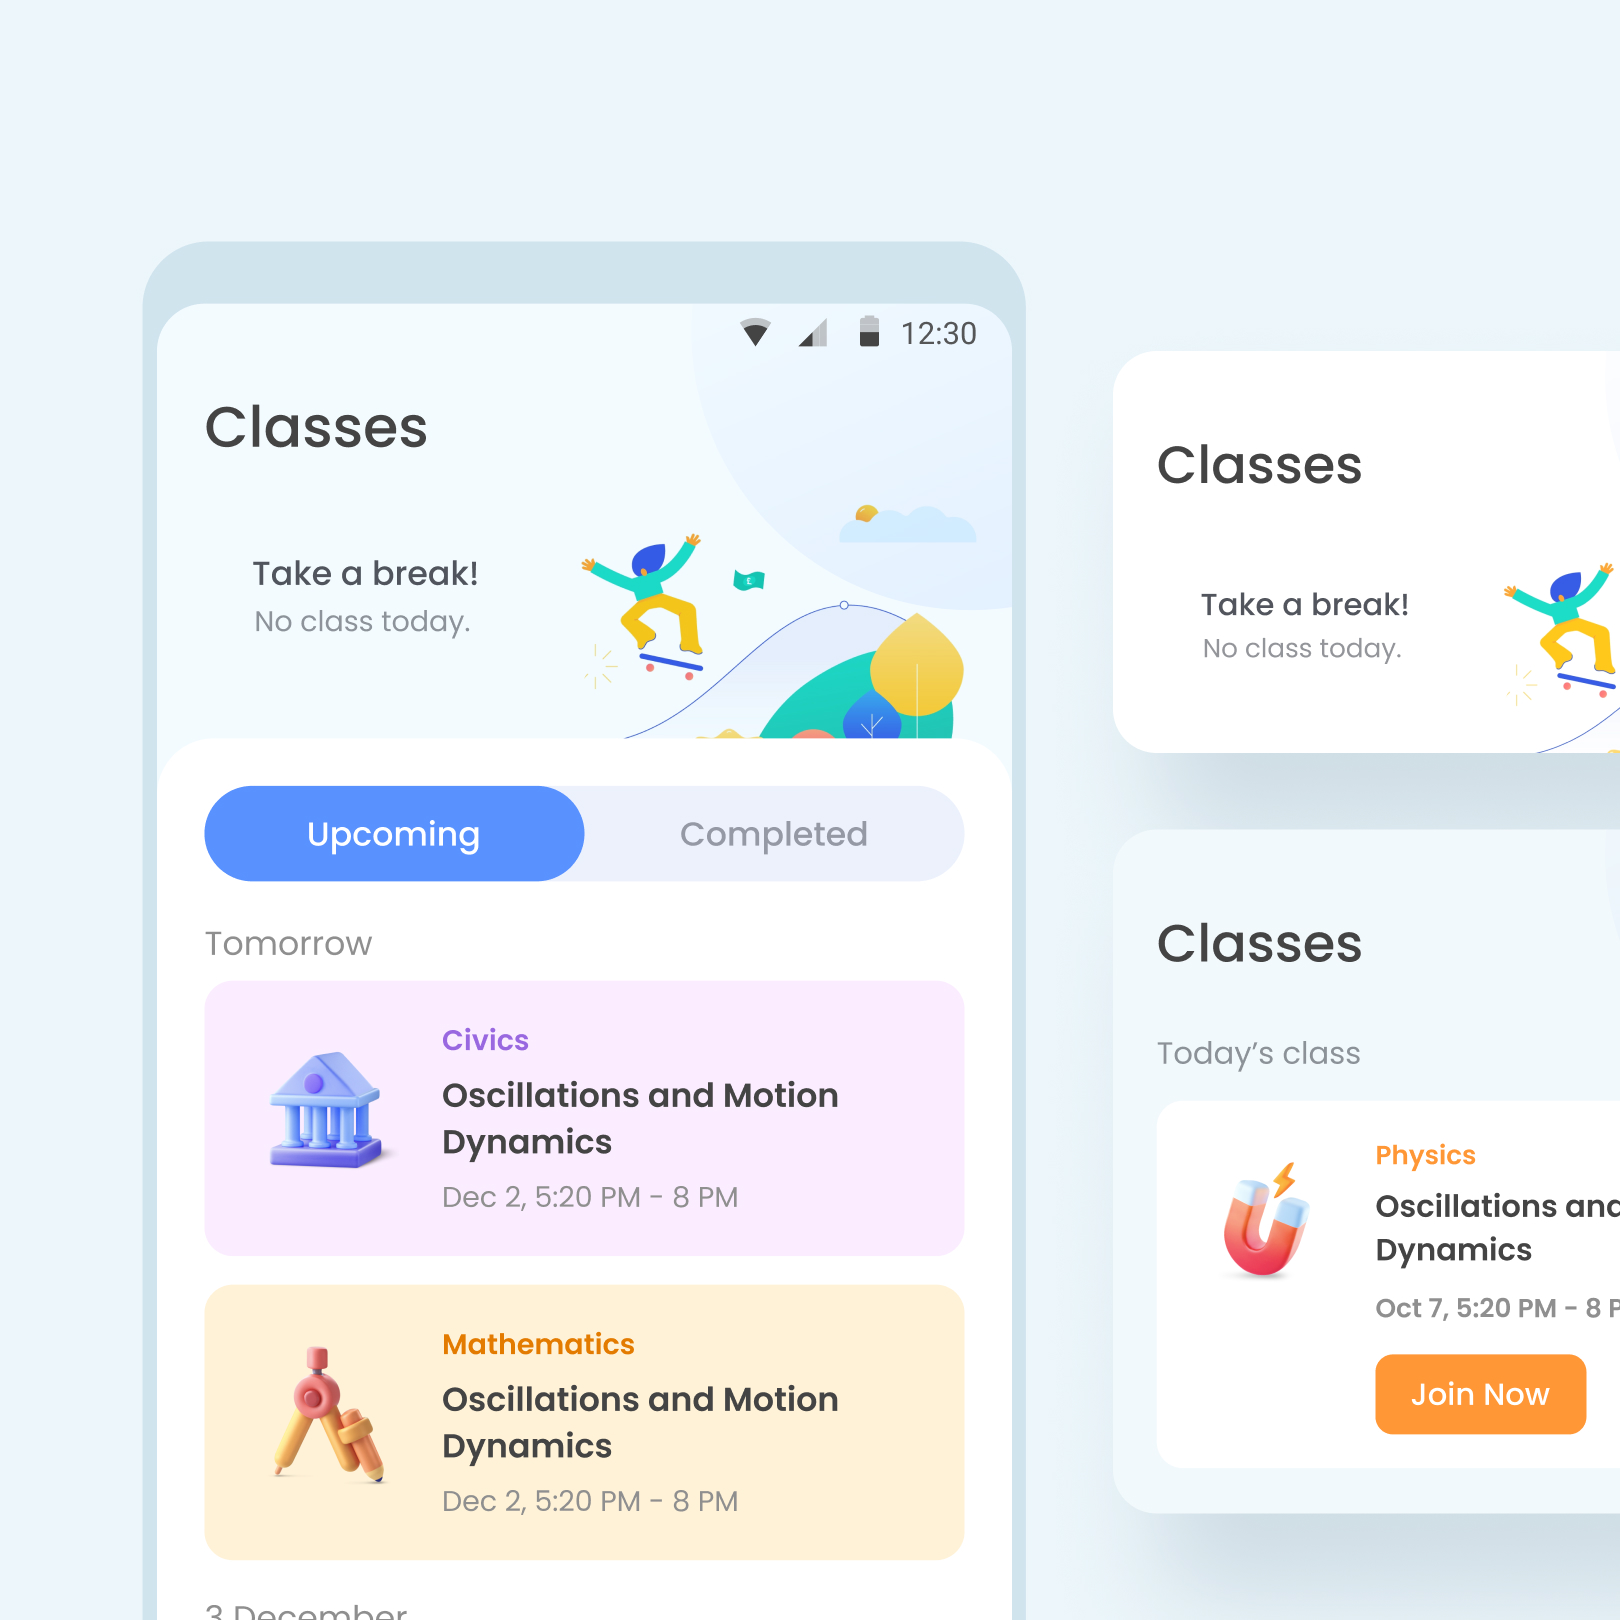 12:30
Classes
Take a break!
No class today.
Upcoming
Completed
Tomorrow
Civics
Oscillations and Motion
Dynamics
Dec 2, 5:20 PM - 8 PM
Mathematics
Oscillations and Motion
Dynamics
Dec 2, 5:20 PM - 8 PM
3 December
Classes
Take a break!
No class today.
Classes
Today’s class
Physics
Oscillations and
Dynamics
Oct 7, 5:20 PM - 8 P
Join Now